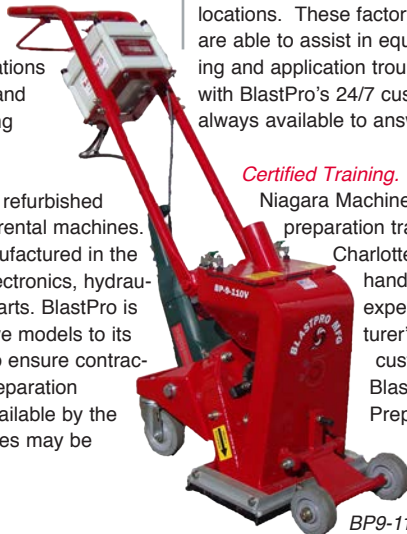 ations
and
ng
refurbished
rental machines.
ufactured in the
ectronics, hydrau-
arts. BlastPro is
ve models to its
o ensure contrac-
eparation
ailable by the
es may be
BP-9-110V
BLASTPRO MFG
locations. These factor
are able to assist in equ
ing and application trou
with BlastPro's 24/7 cus
always available to answ
Certified Training.
Niagara Machine
preparation tra
Charlotte
hand
expe
turer'
cus
Blas
Prep
BP9-11